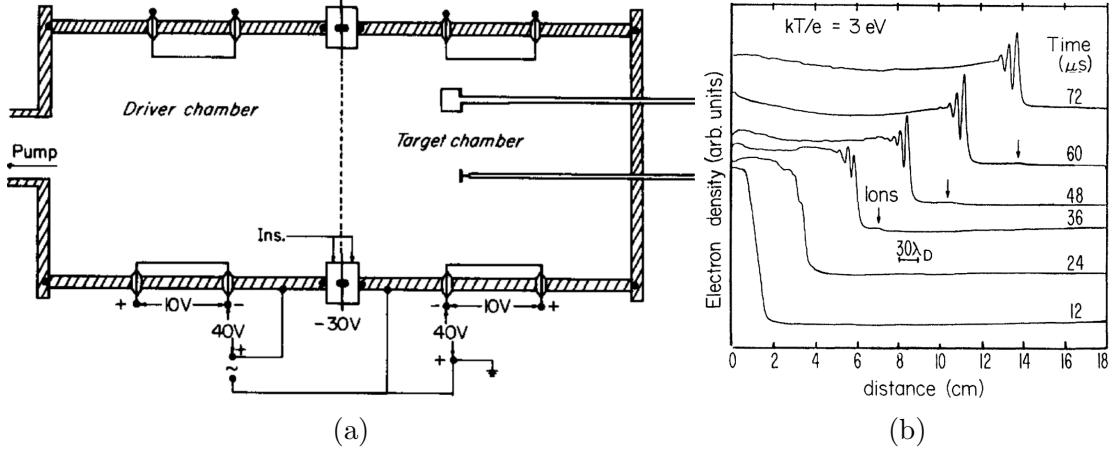 Driver chamber
Target chamber
Pump
Ins.
+ 10V -
-30V
- 10V +
40V
+
~
40V
+
(a)
kT/e = 3 eV
Time
(μs)
72
60
48
36
24
12
Ions
30λD
Electron density (arb. units)
0 2 4 6 8 10 12 14 16 18
distance (cm)
(b)